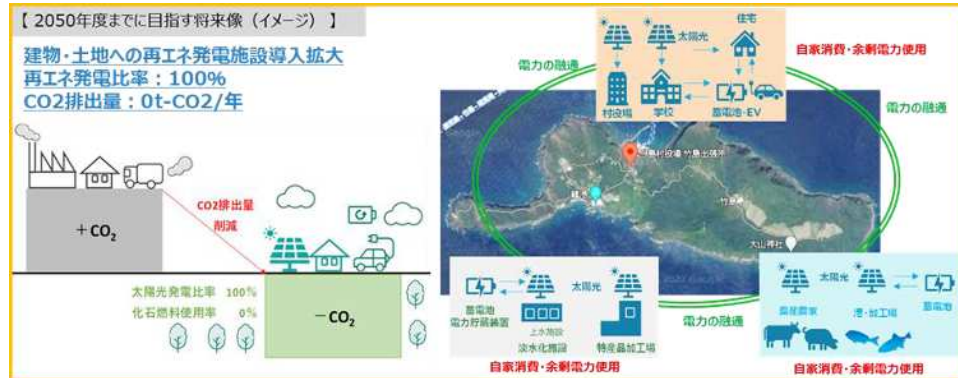 【 2050年度までに目指す将来像（イメージ）】
建物・土地への再エネ発電施設導入拡大
再エネ発電比率：100%
CO2排出量：0t-CO2/年
CO2排出量
削減
＋CO₂
太陽光発電比率 100%
化石燃料使用率 0%
－CO₂
住宅
太陽光
村役場
学校
蓄電池・EV
自家消費・余剰電力使用
電力の融通
電力の融通
竹島
大山神社
蓄電池
電力貯蔵装置
太陽光
上水施設
淡水化施設
特産品加工場
自家消費・余剰電力使用
電力の融通
太陽光
畜産農家
港・加工場
蓄電池
自家消費・余剰電力使用